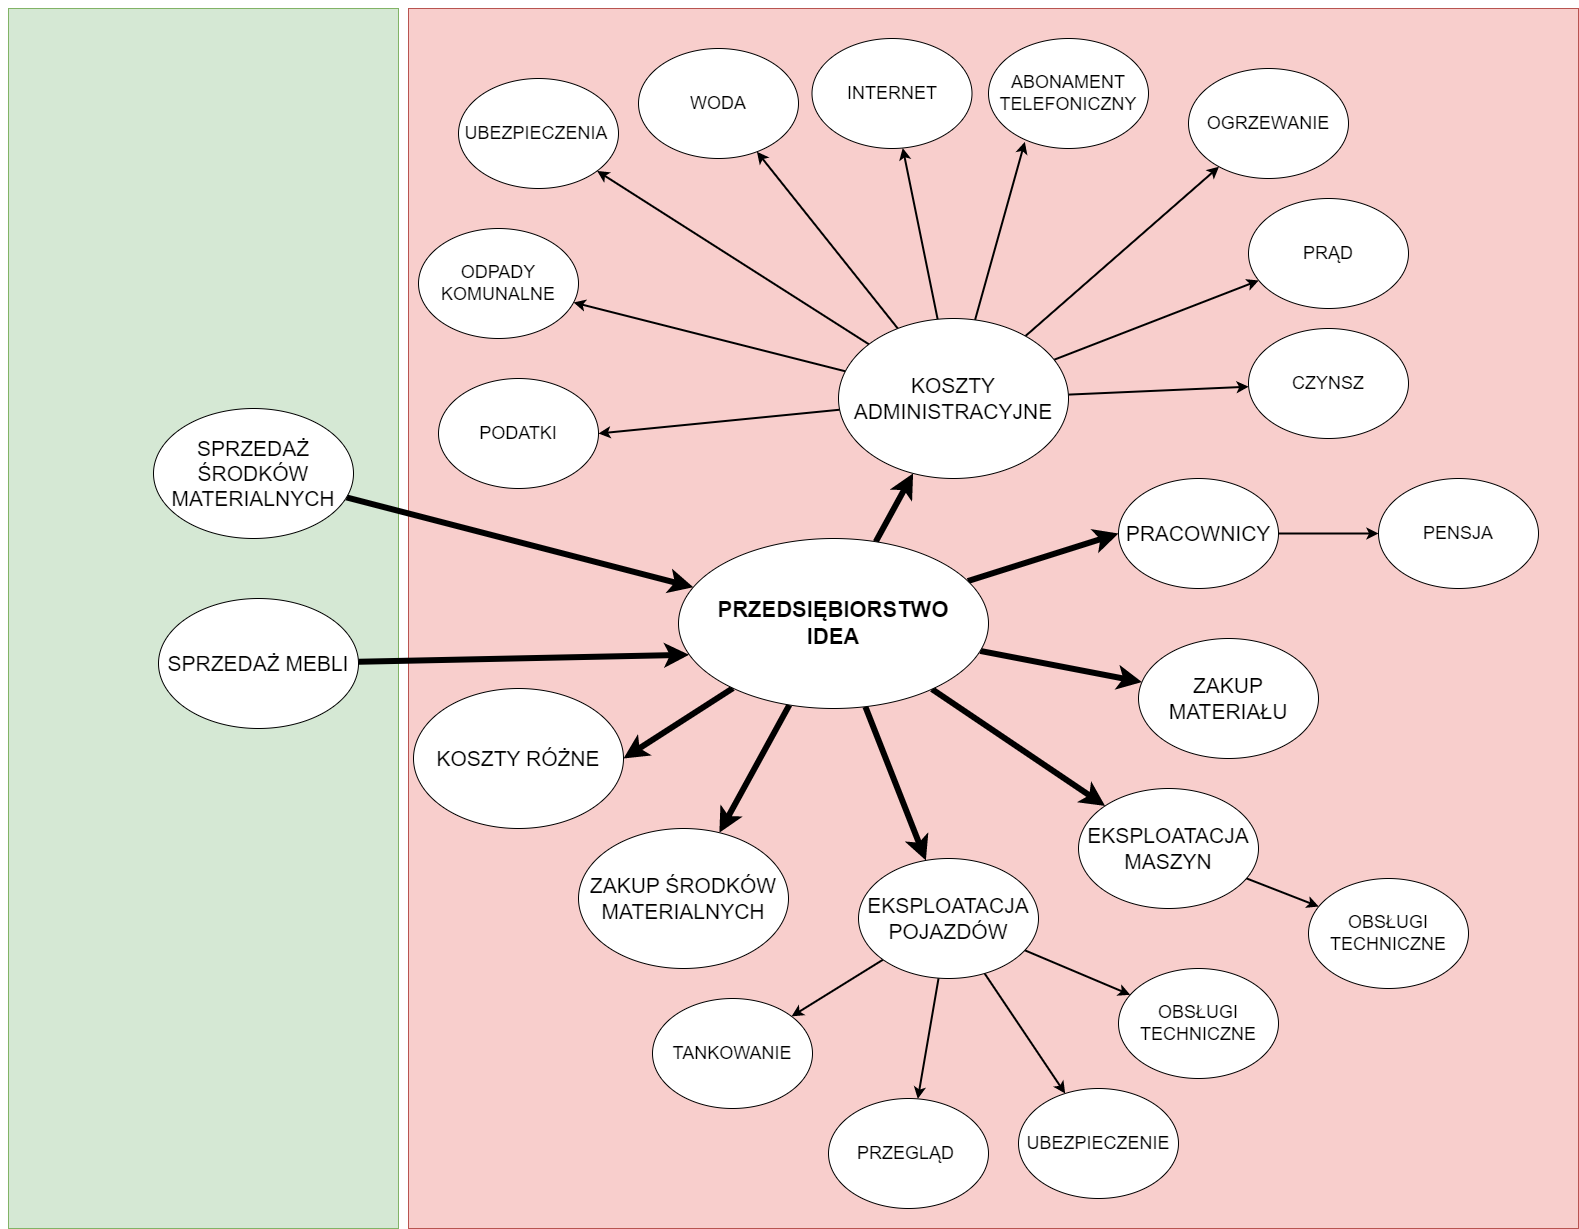 UBEZPIECZENIA
WODA
INTERNET
ABONAMENT
TELEFONICZNY
OGRZEWANIE
ODPADY
KOMUNALNE
PRĄD
PODATKI
KOSZTY
ADMINISTRACYJNE
CZYNSZ
SPRZEDAŻ
ŚRODKÓW
MATERIALNYCH
PRACOWNICY
PENSJA
PRZEDSIĘBIORSTWO
IDEA
SPRZEDAŻ MEBLI
ZAKUP
MATERIAŁU
KOSZTY RÓŻNE
EKSPLOATACJA
MASZYN
ZAKUP ŚRODKÓW
MATERIALNYCH
EKSPLOATACJA
POJAZDÓW
OBSŁUGI
TECHNICZNE
OBSŁUGI
TECHNICZNE
TANKOWANIE
PRZEGLĄD
UBEZPIECZENIE